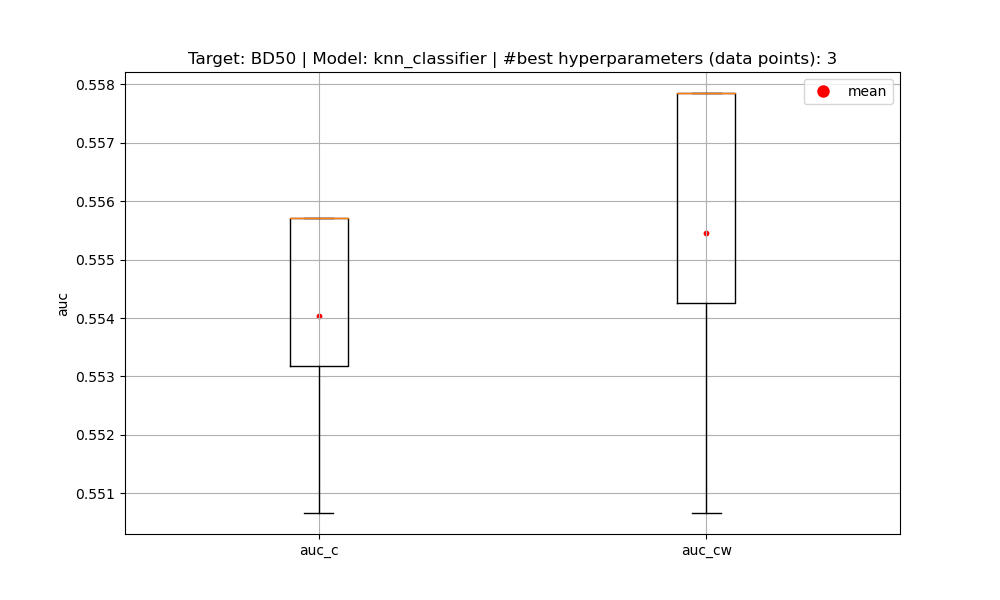 Target: BD50 | Model: knn_classifier | #best hyperparameters (data points): 3
0.558
mean
0.557
0.556
0.555
auc
0.554
0.553
0.552
0.551
auc_c
auc_cw